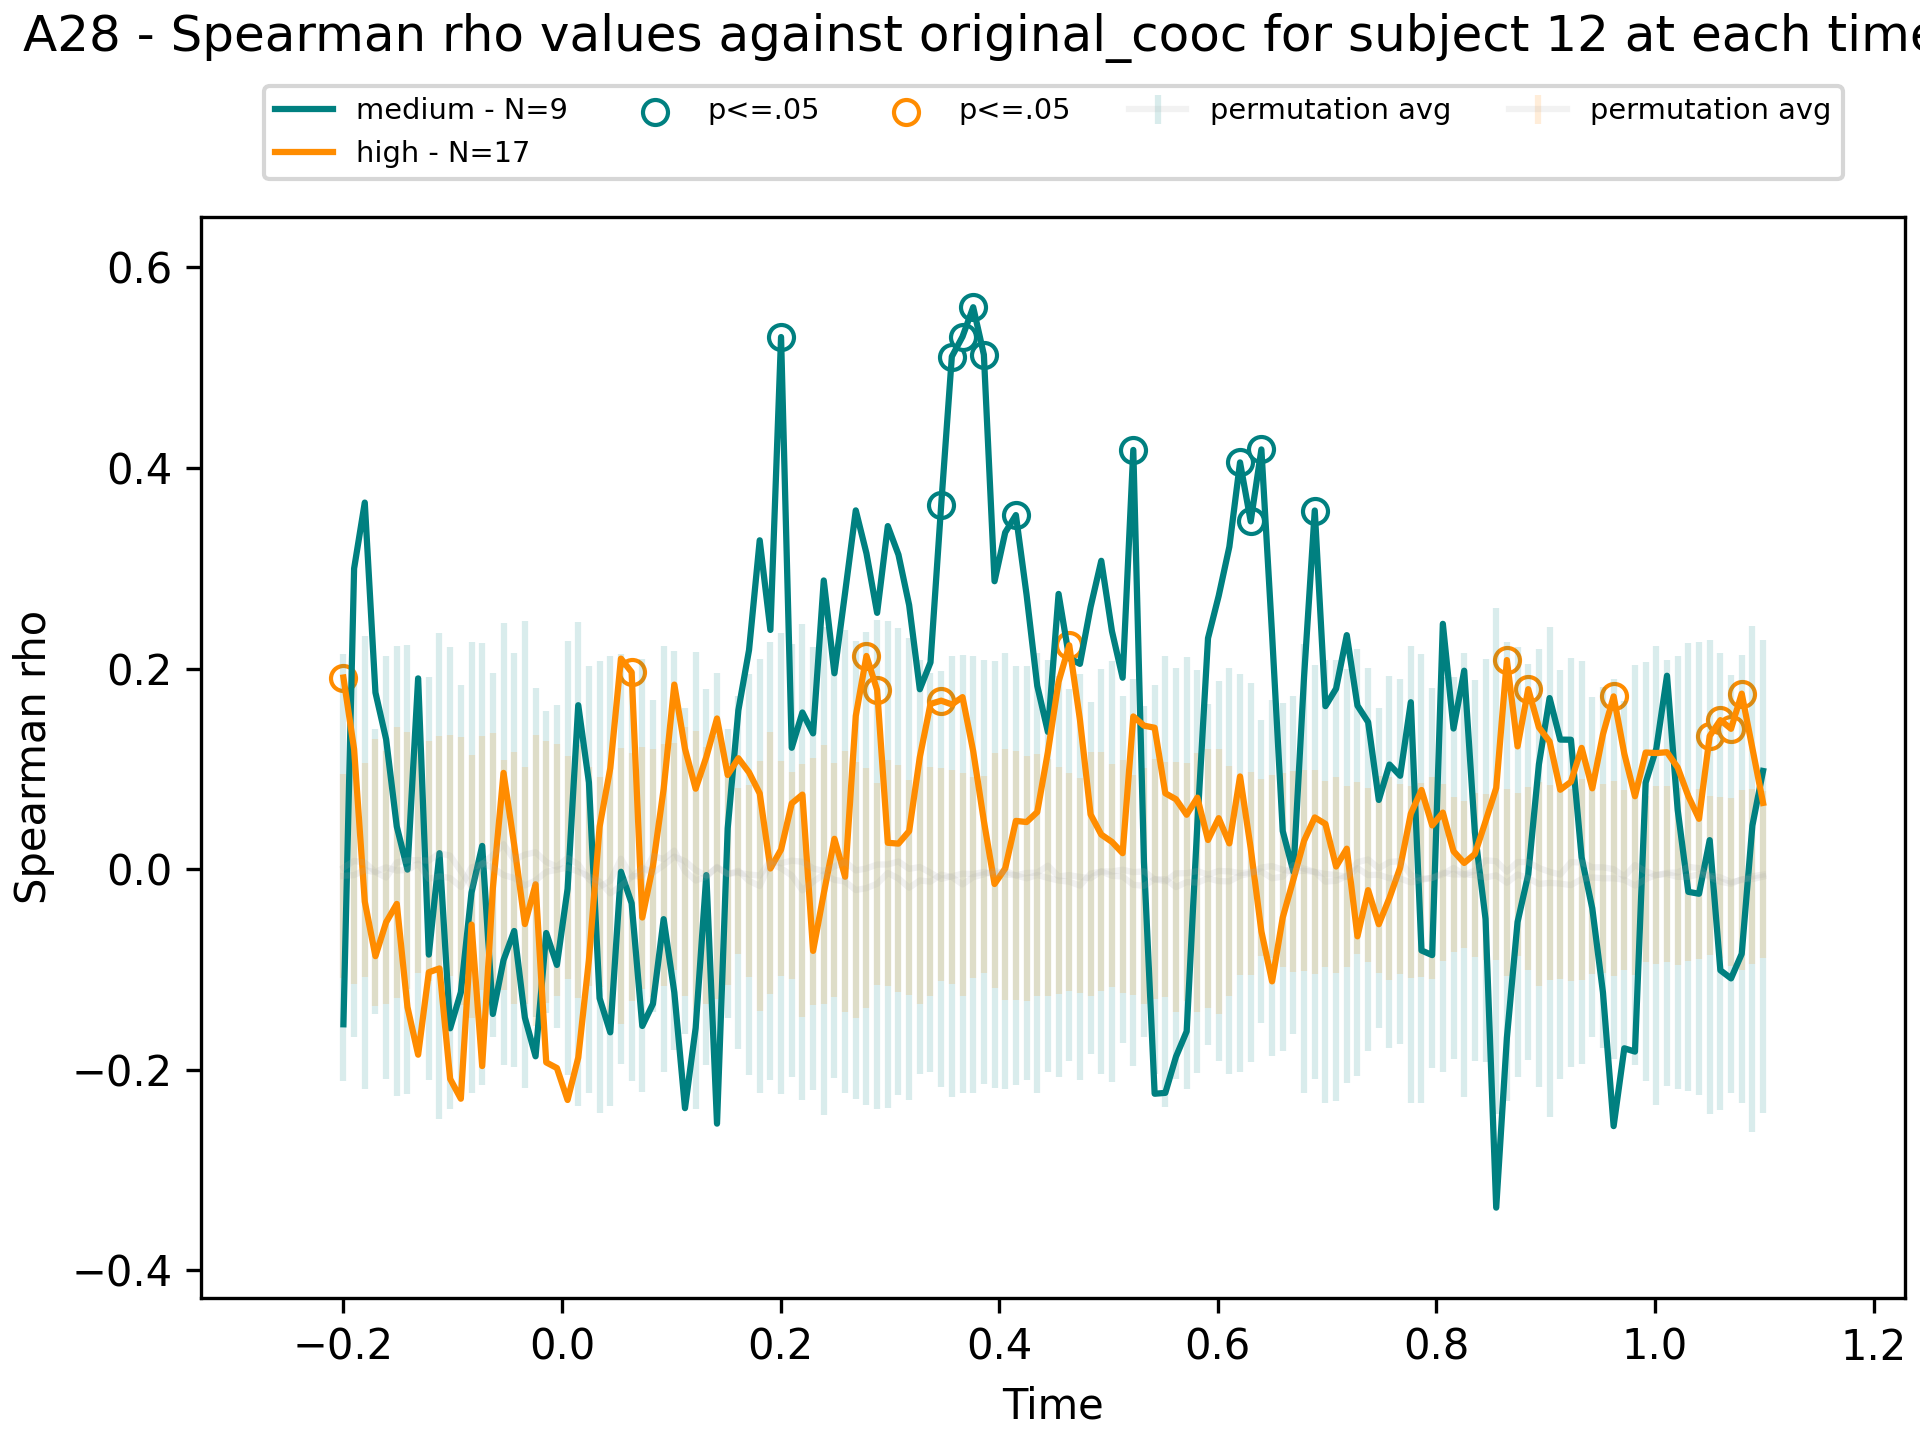 A28 - Spearman rho values against original_cooc for subject 12 at each time
medium - N=9
high - N=17
p<=.05
p<=.05
permutation avg
permutation avg
Spearman rho
0.6
0.4
0.2
0.0
−0.2
−0.4
−0.2
0.0
0.2
0.4
0.6
0.8
1.0
1.2
Time